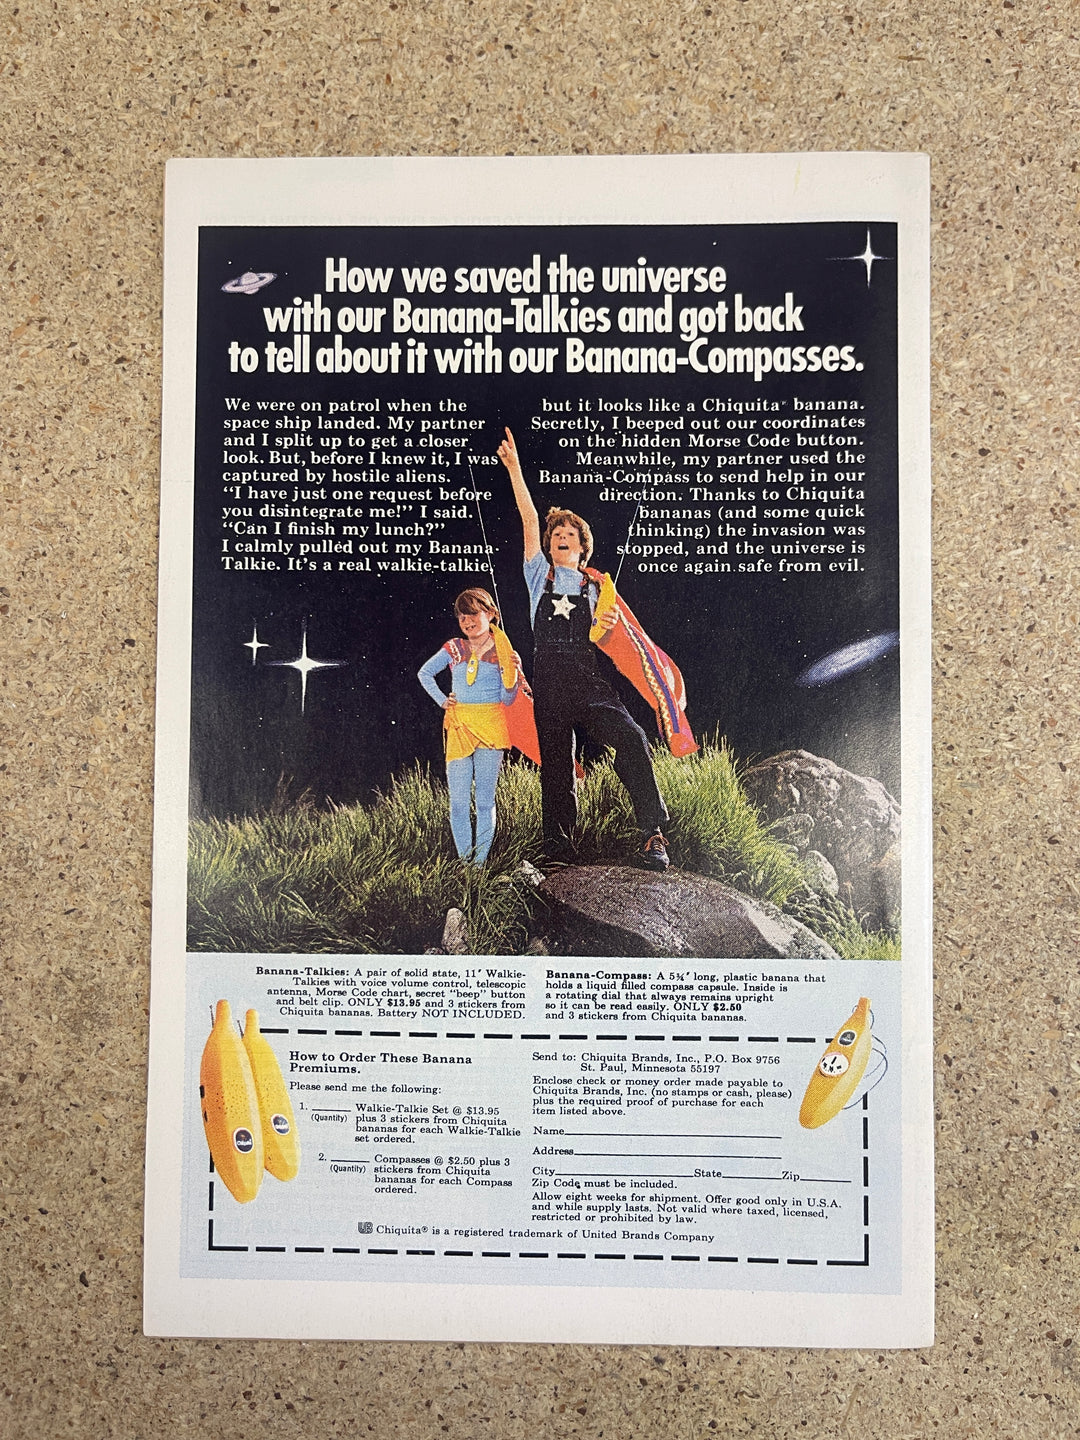 How we saved the universe
with our Banana-Talkies and got back
to tell about it with our Banana-Compasses.
We were on patrol when the
space ship landed. My partner
and I split up to get a closer
look. But, before I knew it, I was
captured by hostile aliens.
“I have just one request before
you disintegrate me!” I said.
“Can I finish my lunch?”
I calmly pulled out my Banana-
Talkie. It's a real walkie-talkie,
but it looks like a Chiquita® banana.
Secretly, I beeped out our coordinates
on the hidden Morse Code button.
Meanwhile, my partner used the
Banana-Compass to send help in our
direction. Thanks to Chiquita
bananas (and some quick
thinking) the invasion was
stopped, and the universe is
once again safe from evil.
Banana-Talkies: A pair of solid state, 11″ Walkie-
Talkies with voice volume control, telescopic
antenna, Morse Code chart, secret “beep” button
and belt clip. ONLY $13.95 and 3 stickers from
Chiquita bananas. Battery NOT INCLUDED.
Banana-Compass: A 5¾″ long, plastic banana that
holds a liquid filled compass capsule. Inside is
a rotating dial that always remains upright
so it can be read easily. ONLY $2.50
and 3 stickers from Chiquita bananas.
How to Order These Banana
Premiums.
Please send me the following:
1. ______ Walkie-Talkie Set @ $13.95
(Quantity) plus 3 stickers from Chiquita
bananas for each Walkie-Talkie
set ordered.
2. ______ Compasses @ $2.50 plus 3
(Quantity) stickers from Chiquita
bananas for each Compass
ordered.
Send to: Chiquita Brands, Inc., P.O. Box 9756
St. Paul, Minnesota 55197
Enclose check or money order made payable to
Chiquita Brands, Inc. (no stamps or cash, please)
plus the required proof of purchase for each
item listed above.
Name
Address
City State Zip
Zip Code must be included.
Allow eight weeks for shipment. Offer good only in U.S.A.
and while supply lasts. Not valid where taxed, licensed,
restricted or prohibited by law.
UB Chiquita® is a registered trademark of United Brands Company
Chiquita